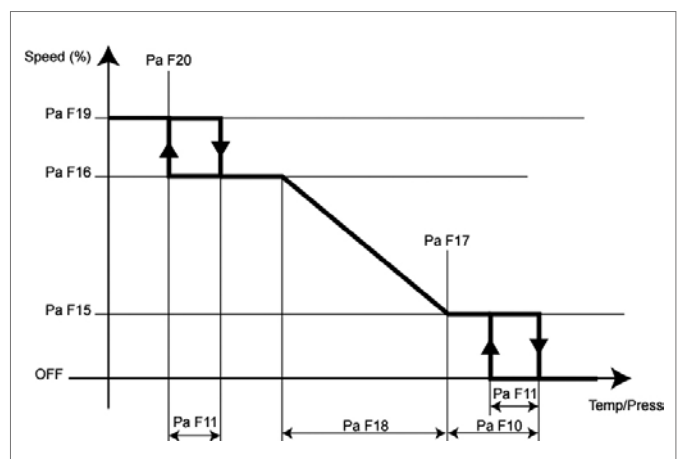 Speed (%)
Pa F20
Pa F19
Pa F16
Pa F17
Pa F15
OFF
Pa F11
Temp/Press
Pa F11
Pa F18
Pa F10